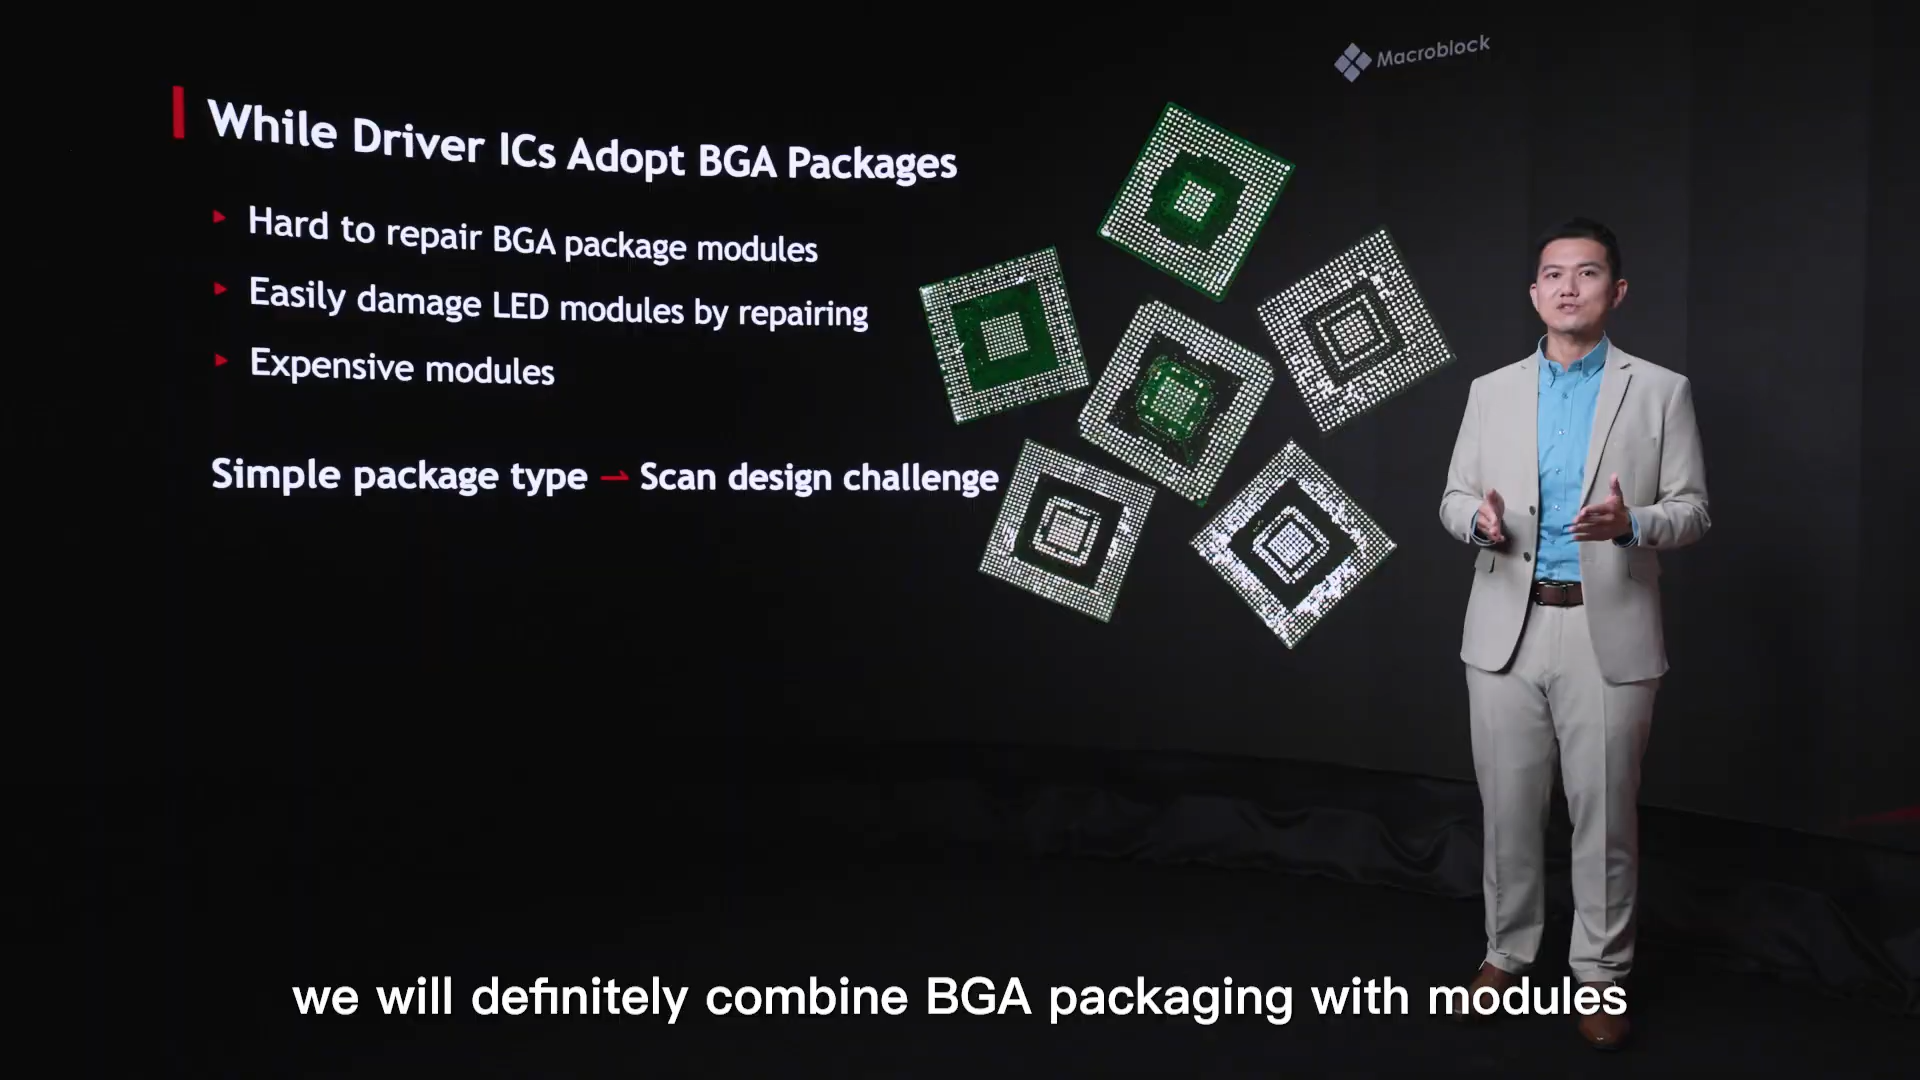 Macroblock
While Driver ICs Adopt BGA Packages
Hard to repair BGA package modules
Easily damage LED modules by repairing
Expensive modules
Simple package type → Scan design challenge
we will definitely combine BGA packaging with modules